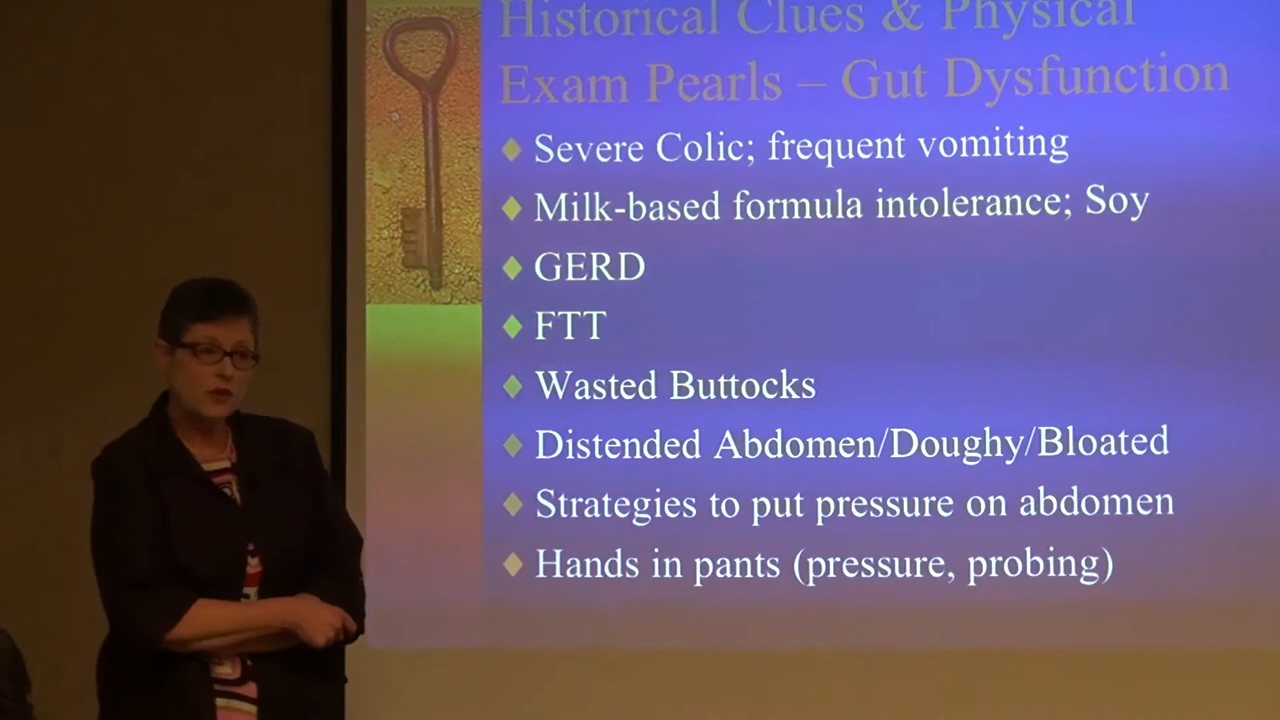 Historical Clues & Physical
Exam Pearls – Gut Dysfunction
Severe Colic; frequent vomiting
Milk-based formula intolerance; Soy
GERD
FTT
Wasted Buttocks
Distended Abdomen/Doughy/Bloated
Strategies to put pressure on abdomen
Hands in pants (pressure, probing)